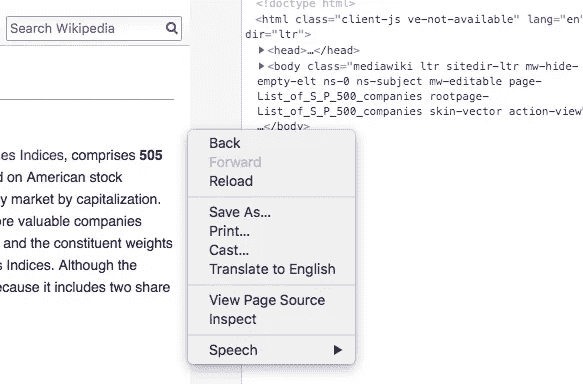 Search Wikipedia
es Indices, comprises 505
d on American stock
y market by capitalization.
ore valuable companies
and the constituent weights
s Indices. Although the
ecause it includes two share
<!doctype html>
<html class="client-js ve-not-available" lang="en"
dir="ltr">
▶<head>…</head>
▶<body class="mediawiki ltr sitedir-ltr mw-hide-
empty-elt ns-0 ns-subject mw-editable page-
List_of_S_P_500_companies rootpage-
List_of_S_P_500_companies skin-vector action-view"
…</body>
Back
Forward
Reload
Save As...
Print...
Cast...
Translate to English
View Page Source
Inspect
Speech ▶